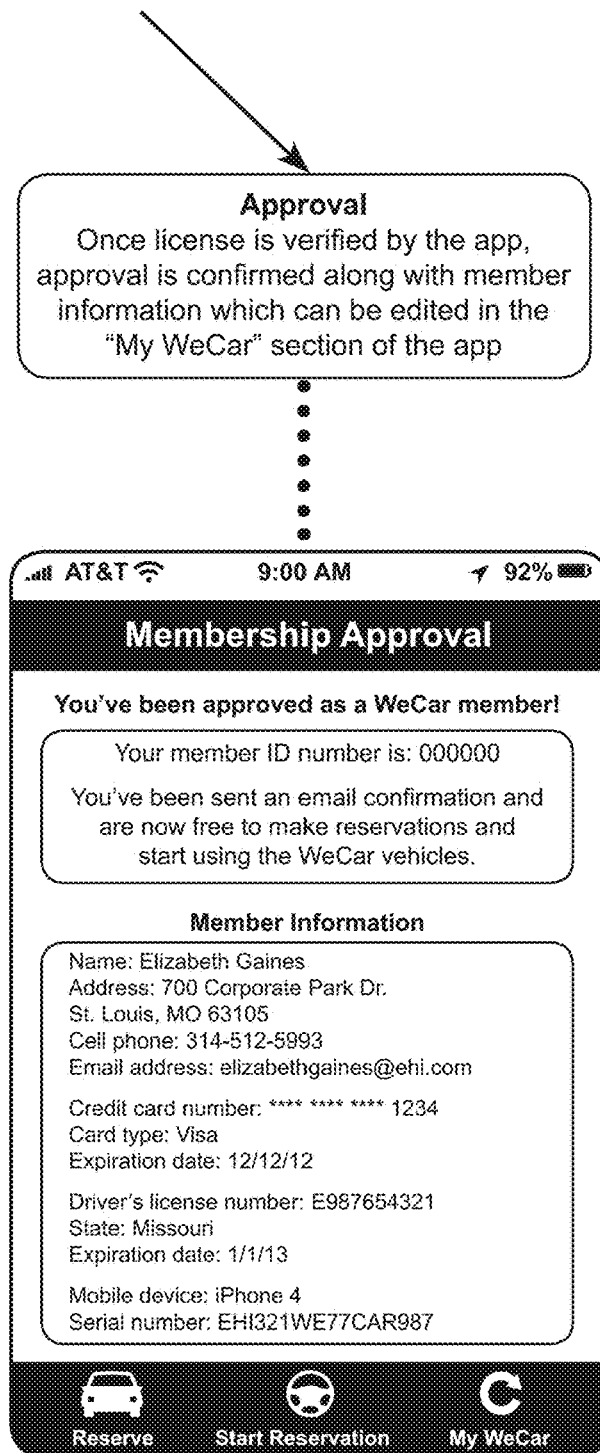 Approval
Once license is verified by the app,
approval is confirmed along with member
information which can be edited in the
“My WeCar” section of the app
AT&T 9:00 AM 92%
Membership Approval
You’ve been approved as a WeCar member!
Your member ID number is: 000000
You’ve been sent an email confirmation and
are now free to make reservations and
start using the WeCar vehicles.
Member Information
Name: Elizabeth Gaines
Address: 700 Corporate Park Dr.
St. Louis, MO 63105
Cell phone: 314-512-5993
Email address: elizabethgaines@ehi.com
Credit card number: **** **** **** 1234
Card type: Visa
Expiration date: 12/12/12
Driver’s license number: E987654321
State: Missouri
Expiration date: 1/1/13
Mobile device: iPhone 4
Serial number: EHI321WE77CAR987
Reserve Start Reservation My WeCar